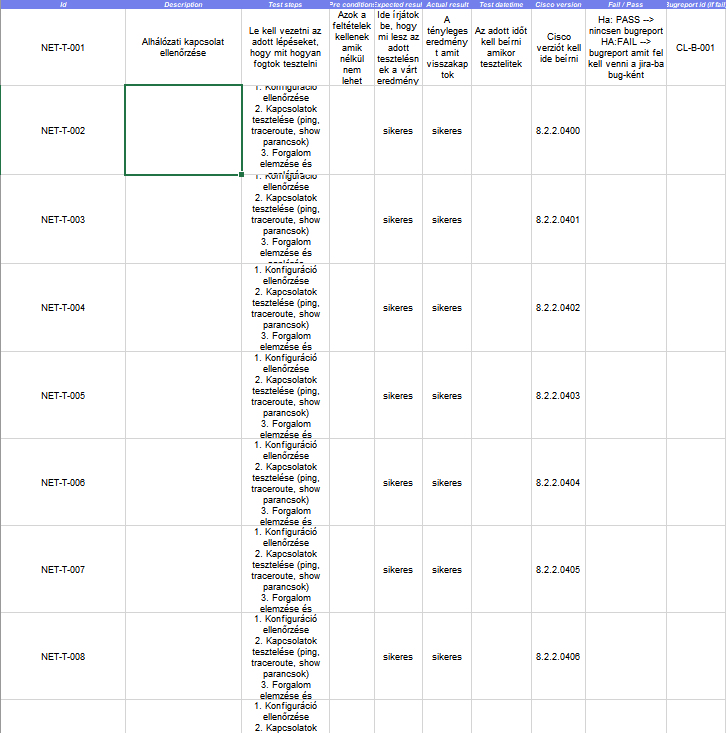 Id
Description
Test steps
Pre condition
Expected result
Actual result
Test datetime
Cisco version
Fail / Pass
Bugreport id (if fail)
NET-T-001
Alhálózati kapcsolat
ellenőrzése
Le kell vezetni az
adott lépéseket,
hogy mit hogyan
fogtok tesztelni
Azok a
feltételek
kellenek
amik
nélkül
nem
lehet
Ide írjátok
be, hogy
mi lesz az
adott
tesztelésn
ek a várt
eredmény
A
tényleges
eredmény
t amit
visszakap
tok
Az adott időt
kell beírni
amikor
tesztelitek
Cisco
verziót kell
ide beírni
Ha: PASS -->
nincsen bugreport
HA:FAIL -->
bugreport amit fel
kell venni a jira-ba
bug-ként
CL-B-001
NET-T-002
1. Konfiguráció
ellenőrzése
2. Kapcsolatok
tesztelése (ping,
traceroute, show
parancsok)
3. Forgalom
elemzése és
sikeres
sikeres
8.2.2.0400
NET-T-003
1. Konfiguráció
ellenőrzése
2. Kapcsolatok
tesztelése (ping,
traceroute, show
parancsok)
3. Forgalom
elemzése és
sikeres
sikeres
8.2.2.0401
NET-T-004
1. Konfiguráció
ellenőrzése
2. Kapcsolatok
tesztelése (ping,
traceroute, show
parancsok)
3. Forgalom
elemzése és
sikeres
sikeres
8.2.2.0402
NET-T-005
1. Konfiguráció
ellenőrzése
2. Kapcsolatok
tesztelése (ping,
traceroute, show
parancsok)
3. Forgalom
elemzése és
sikeres
sikeres
8.2.2.0403
NET-T-006
1. Konfiguráció
ellenőrzése
2. Kapcsolatok
tesztelése (ping,
traceroute, show
parancsok)
3. Forgalom
elemzése és
sikeres
sikeres
8.2.2.0404
NET-T-007
1. Konfiguráció
ellenőrzése
2. Kapcsolatok
tesztelése (ping,
traceroute, show
parancsok)
3. Forgalom
elemzése és
sikeres
sikeres
8.2.2.0405
NET-T-008
1. Konfiguráció
ellenőrzése
2. Kapcsolatok
tesztelése (ping,
traceroute, show
parancsok)
3. Forgalom
elemzése és
sikeres
sikeres
8.2.2.0406
1. Konfiguráció
ellenőrzése
2. Kapcsolatok